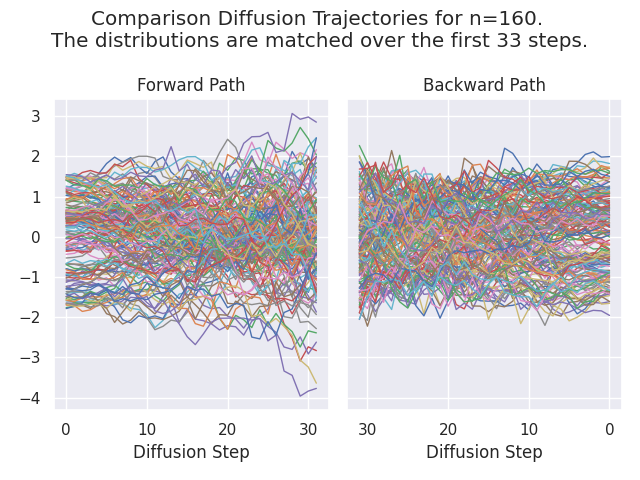 Comparison Diffusion Trajectories for n=160.
The distributions are matched over the first 33 steps.
Forward Path
Backward Path
3
2
1
0
−1
−2
−3
−4
0 10 20 30
30 20 10 0
Diffusion Step
Diffusion Step